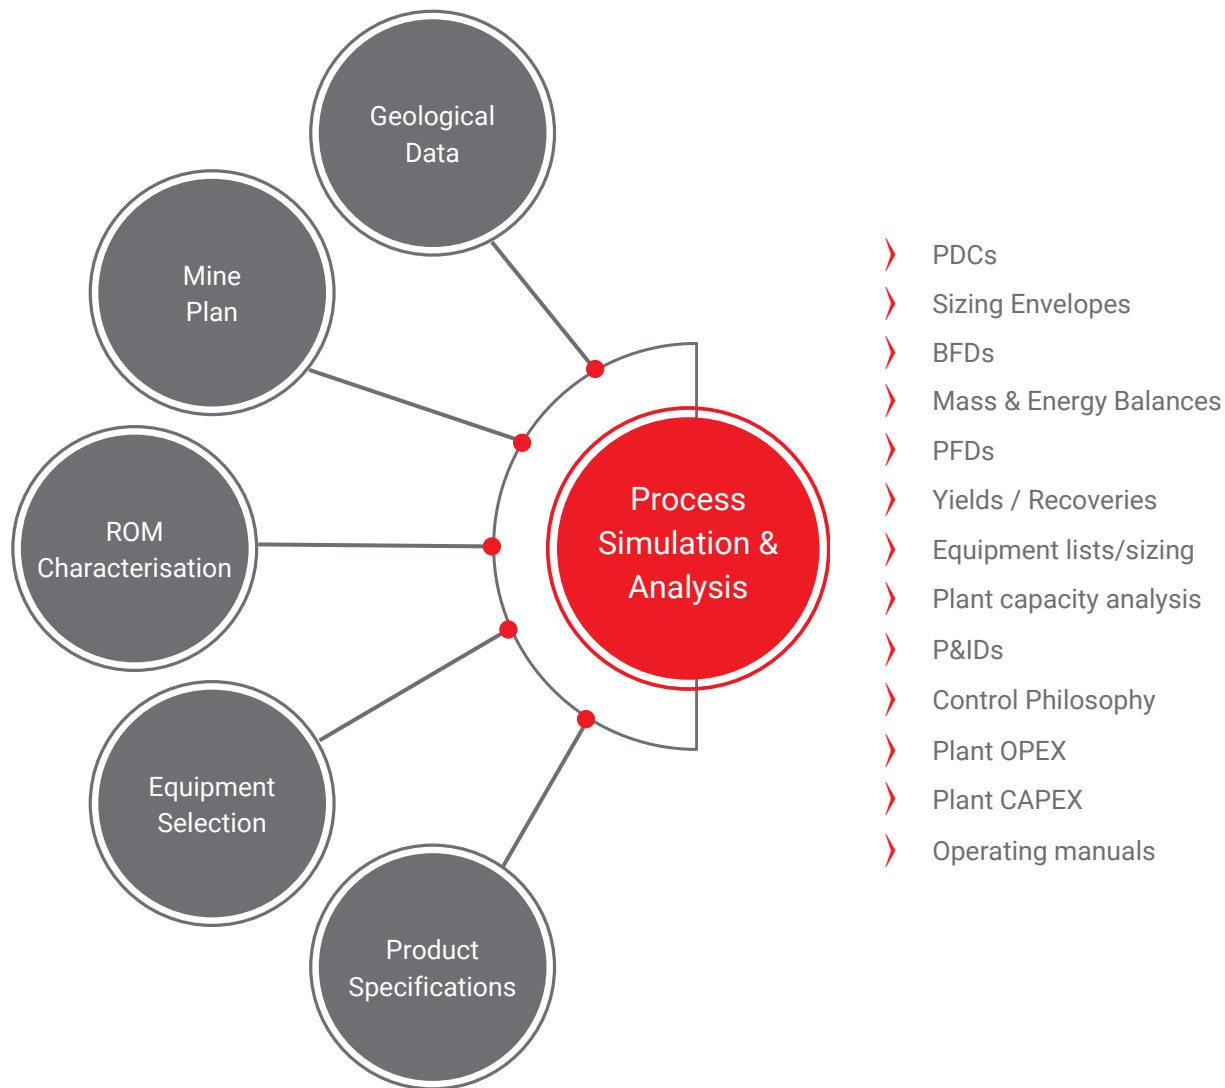 Geological
Data
Mine
Plan
ROM
Characterisation
Equipment
Selection
Product
Specifications
Process
Simulation &
Analysis
PDCs
Sizing Envelopes
BFDs
Mass & Energy Balances
PFDs
Yields / Recoveries
Equipment lists/sizing
Plant capacity analysis
P&IDs
Control Philosophy
Plant OPEX
Plant CAPEX
Operating manuals